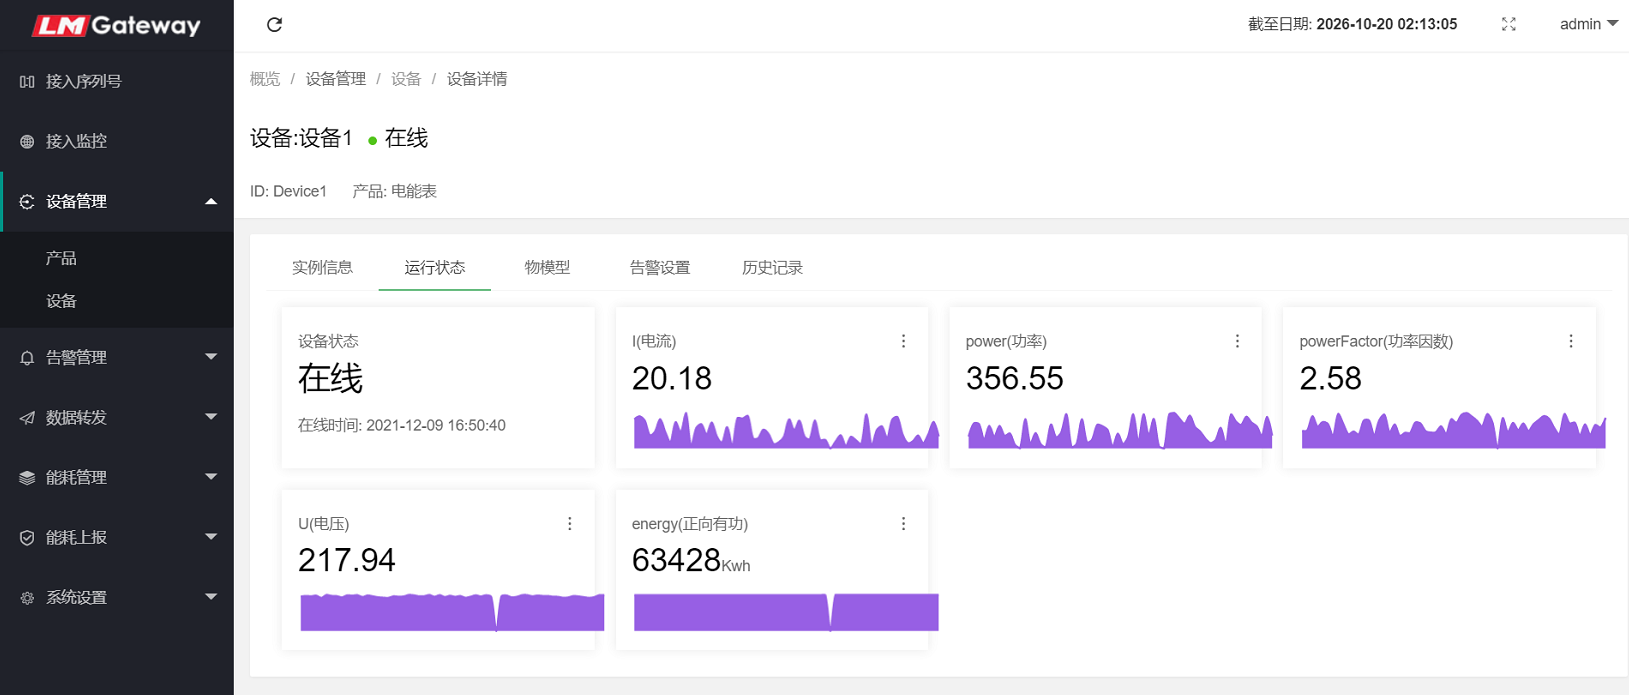 LM Gateway
截至日期: 2026-10-20 02:13:05
admin
接入序列号
接入监控
设备管理
产品
设备
告警管理
数据转发
能耗管理
能耗上报
系统设置
概览 / 设备管理 / 设备 / 设备详情
设备:设备1 在线
ID: Device1 产品: 电能表
实例信息 运行状态 物模型 告警设置 历史记录
设备状态
在线
在线时间: 2021-12-09 16:50:40
I(电流)
20.18
power(功率)
356.55
powerFactor(功率因数)
2.58
U(电压)
217.94
energy(正向有功)
63428Kwh